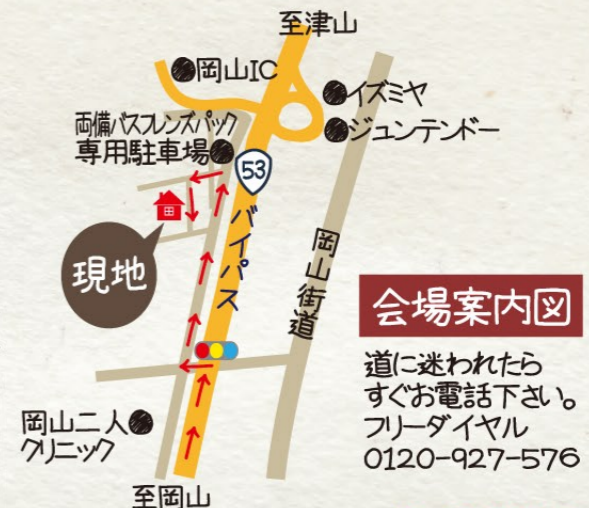 至津山
岡山IC
イズミヤ
ジュンテンドー
両備バスフレンズパック
専用駐車場
53
バイパス
岡山街道
現地
会場案内図
道に迷われたら
すぐお電話下さい。
フリーダイヤル
0120-927-576
岡山二人
クリニック
至岡山